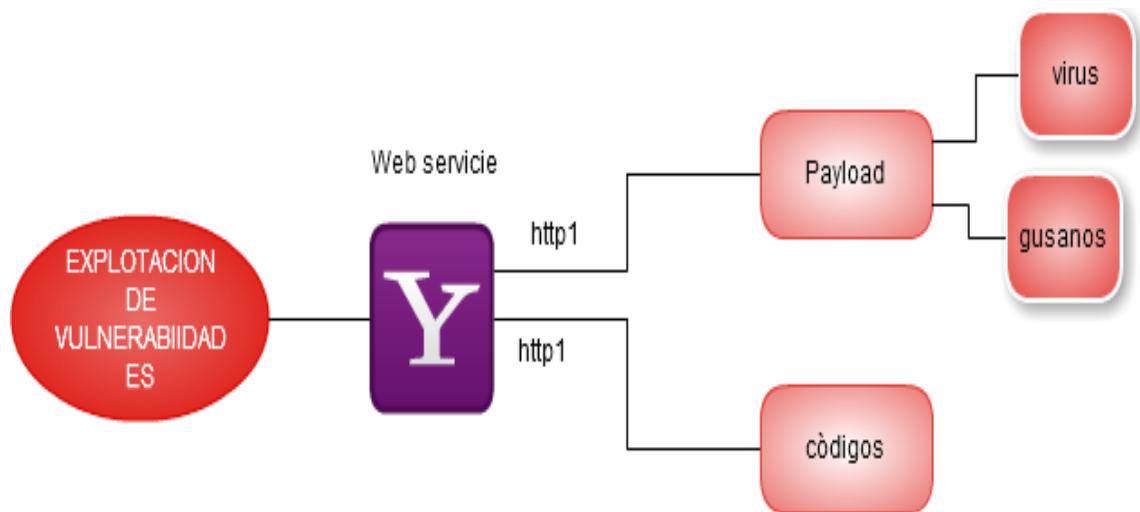 EXPLOTACION
DE
VULNERABIIDAD
ES
Web servicie
Y
http1
http1
Payload
virus
gusanos
còdigos